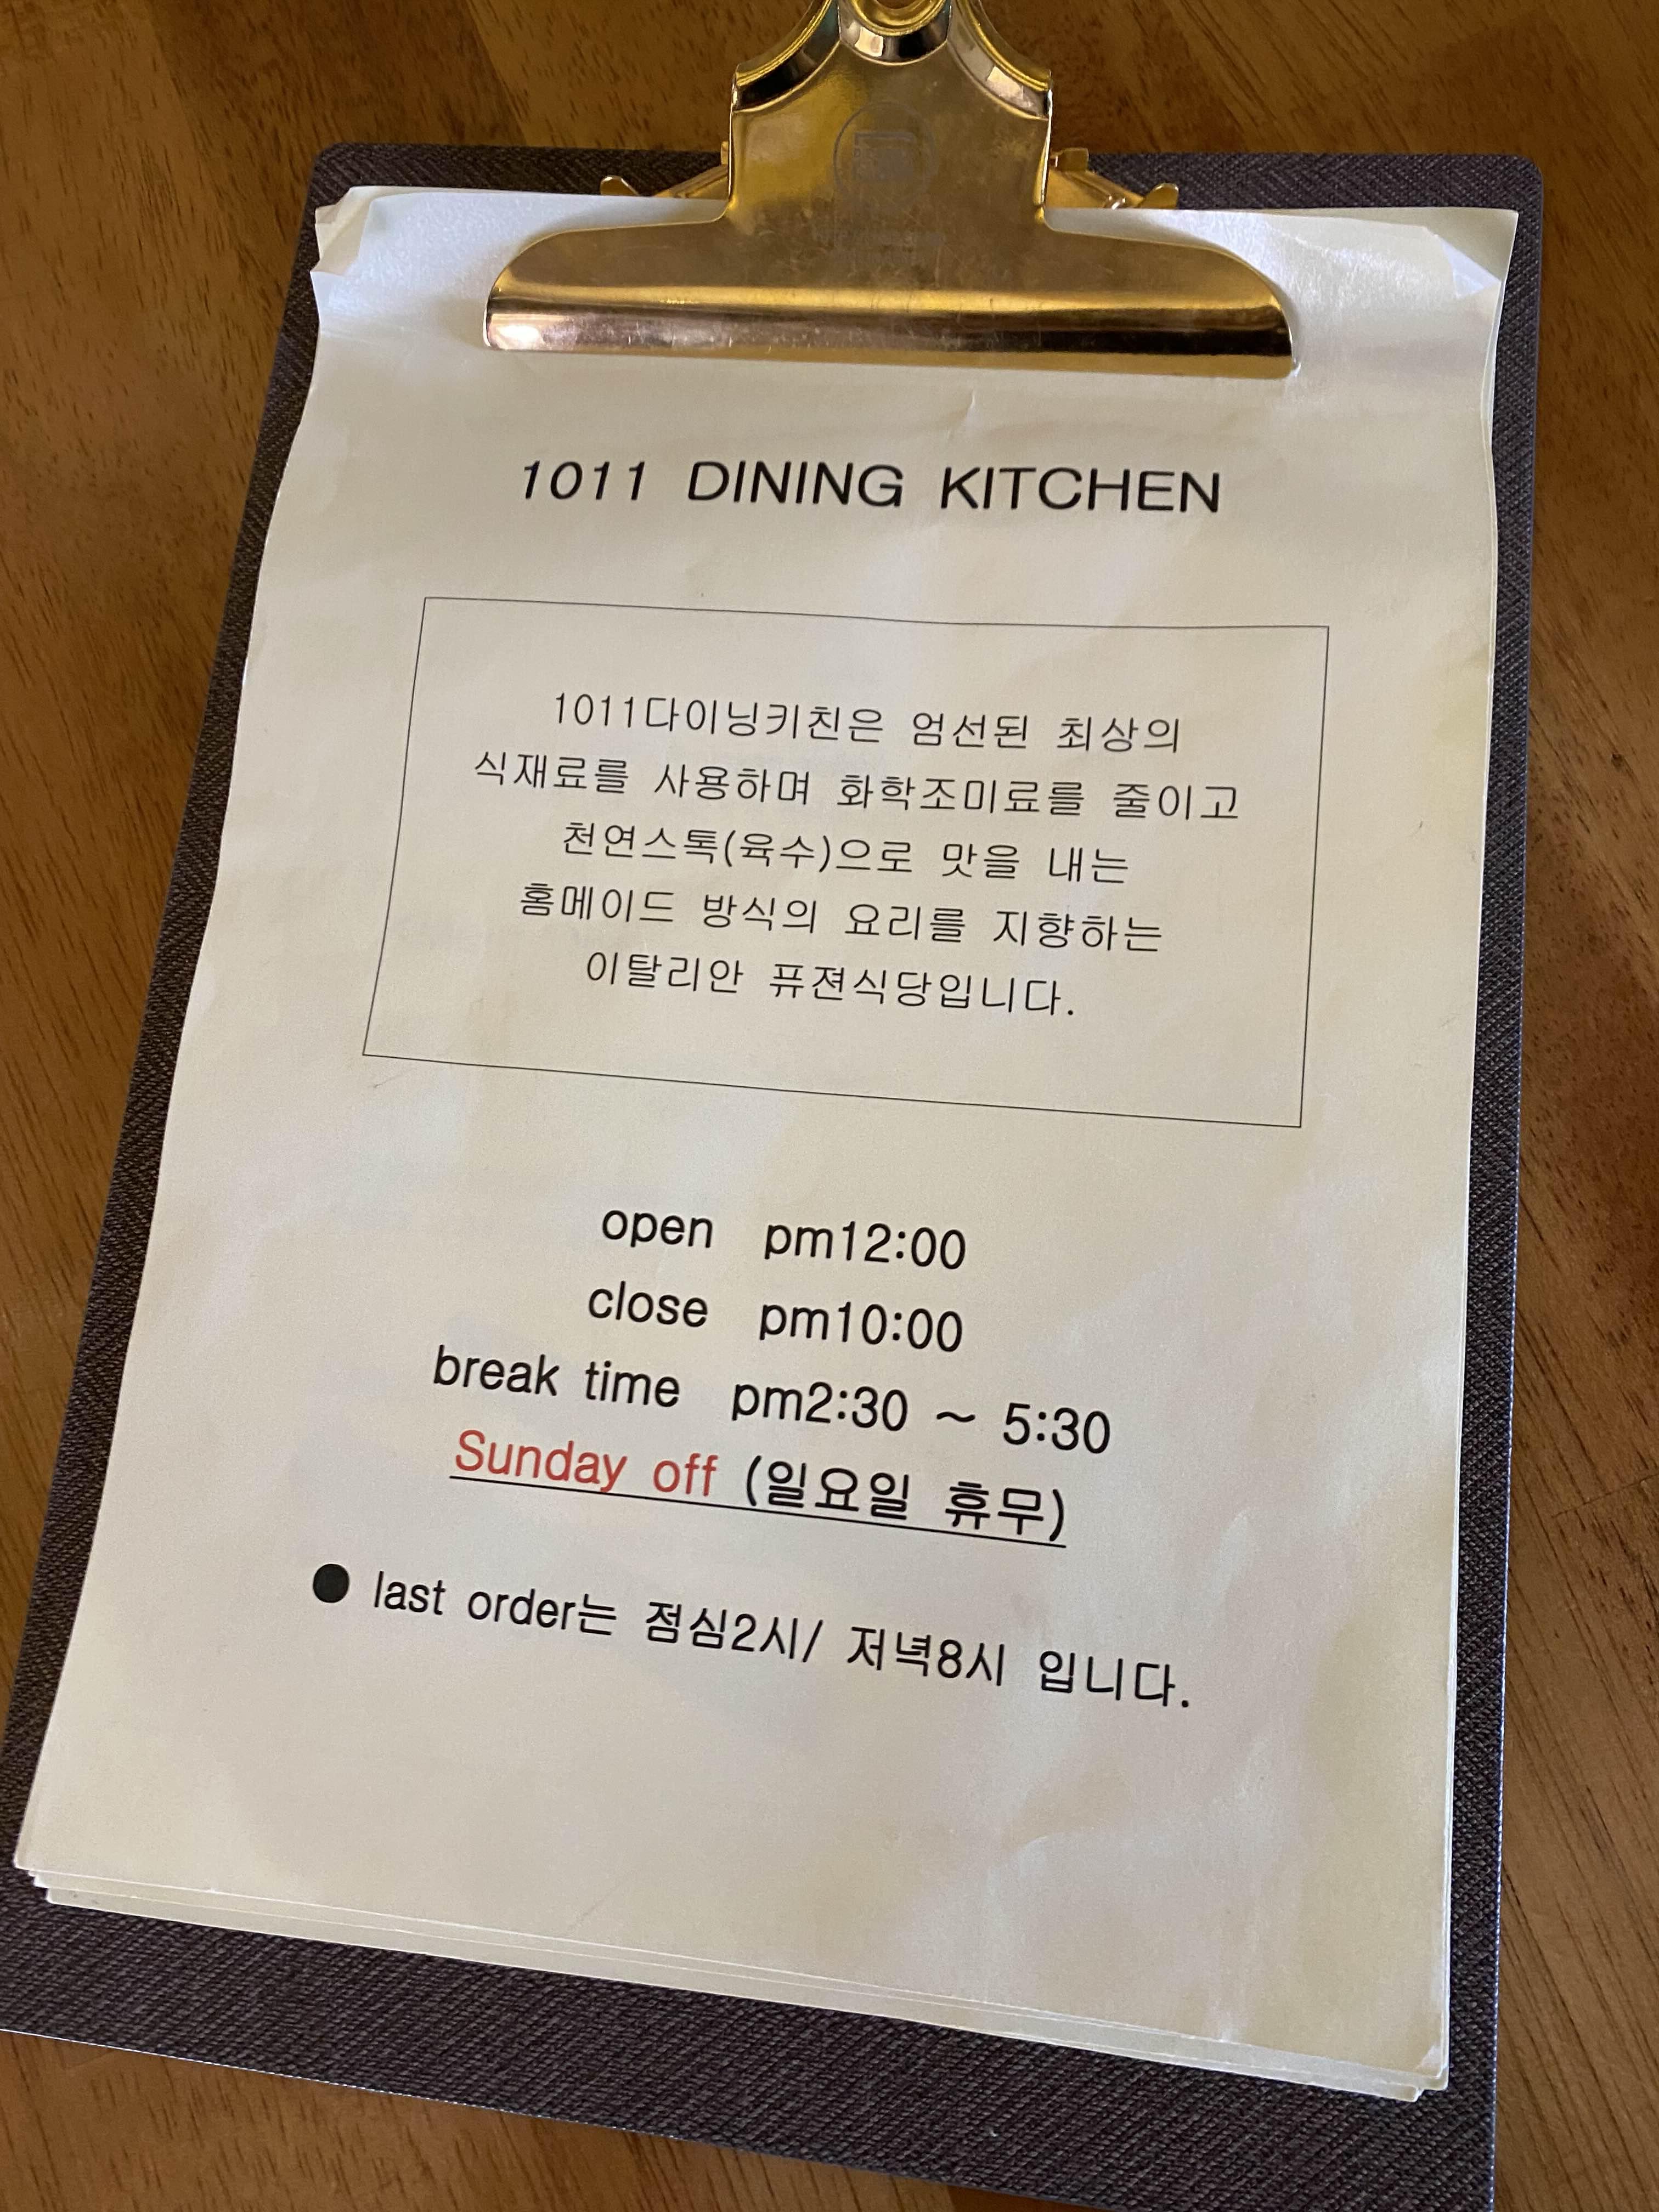 1011 DINING KITCHEN
1011다이닝키친은 엄선된 최상의
식재료를 사용하며 화학조미료를 줄이고
천연스톡(육수)으로 맛을 내는
홈메이드 방식의 요리를 지향하는
이탈리안 퓨젼식당입니다.
open pm12:00
close pm10:00
break time pm2:30 ~ 5:30
Sunday off (일요일 휴무)
● last order는 점심2시/ 저녁8시 입니다.